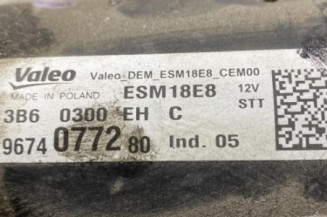 Valeo Valeo_DEM_ESM18E8_CEM00
MADE IN POLAND ESM18E8 12V
STT
3B6 0300 EH C
9674 0772 80 Ind. 05